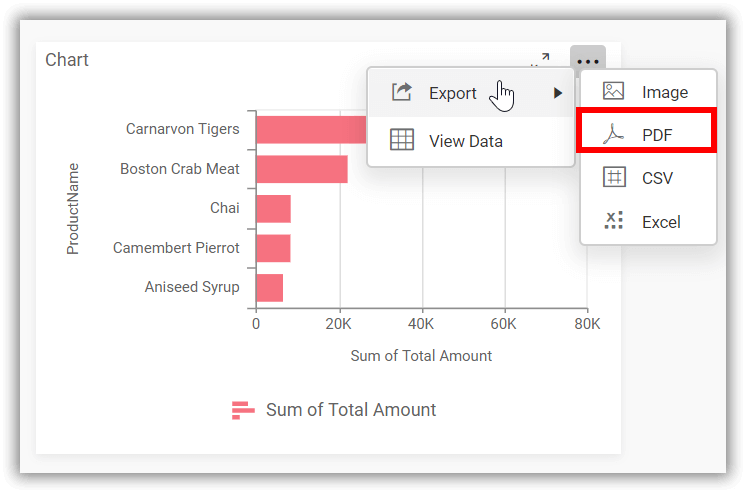 Chart
Export
View Data
Image
PDF
CSV
Excel
ProductName
Carnarvon Tigers
Boston Crab Meat
Chai
Camembert Pierrot
Aniseed Syrup
0 20K 40K 60K 80K
Sum of Total Amount
Sum of Total Amount